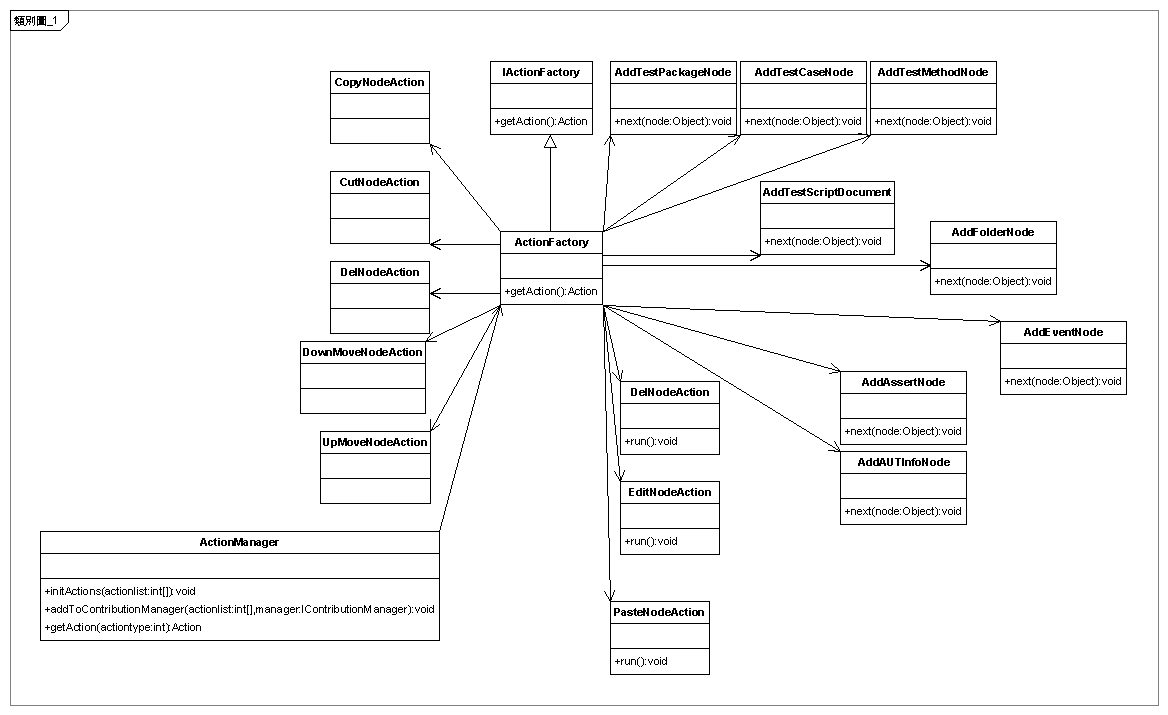 類別圖_1
CopyNodeAction
IActionFactory
+getAction():Action
AddTestPackageNode
+next(node:Object):void
AddTestCaseNode
+next(node:Object):void
AddTestMethodNode
+next(node:Object):void
CutNodeAction
AddTestScriptDocument
+next(node:Object):void
ActionFactory
+getAction():Action
AddFolderNode
+next(node:Object):void
DelNodeAction
DownMoveNodeAction
AddEventNode
+next(node:Object):void
DelNodeAction
+run():void
AddAssertNode
+next(node:Object):void
UpMoveNodeAction
AddAUTInfoNode
+next(node:Object):void
EditNodeAction
+run():void
ActionManager
+initActions(actionlist:int[]):void
+addToContributionManager(actionlist:int[],manager:IContributionManager):void
+getAction(actiontype:int):Action
PasteNodeAction
+run():void